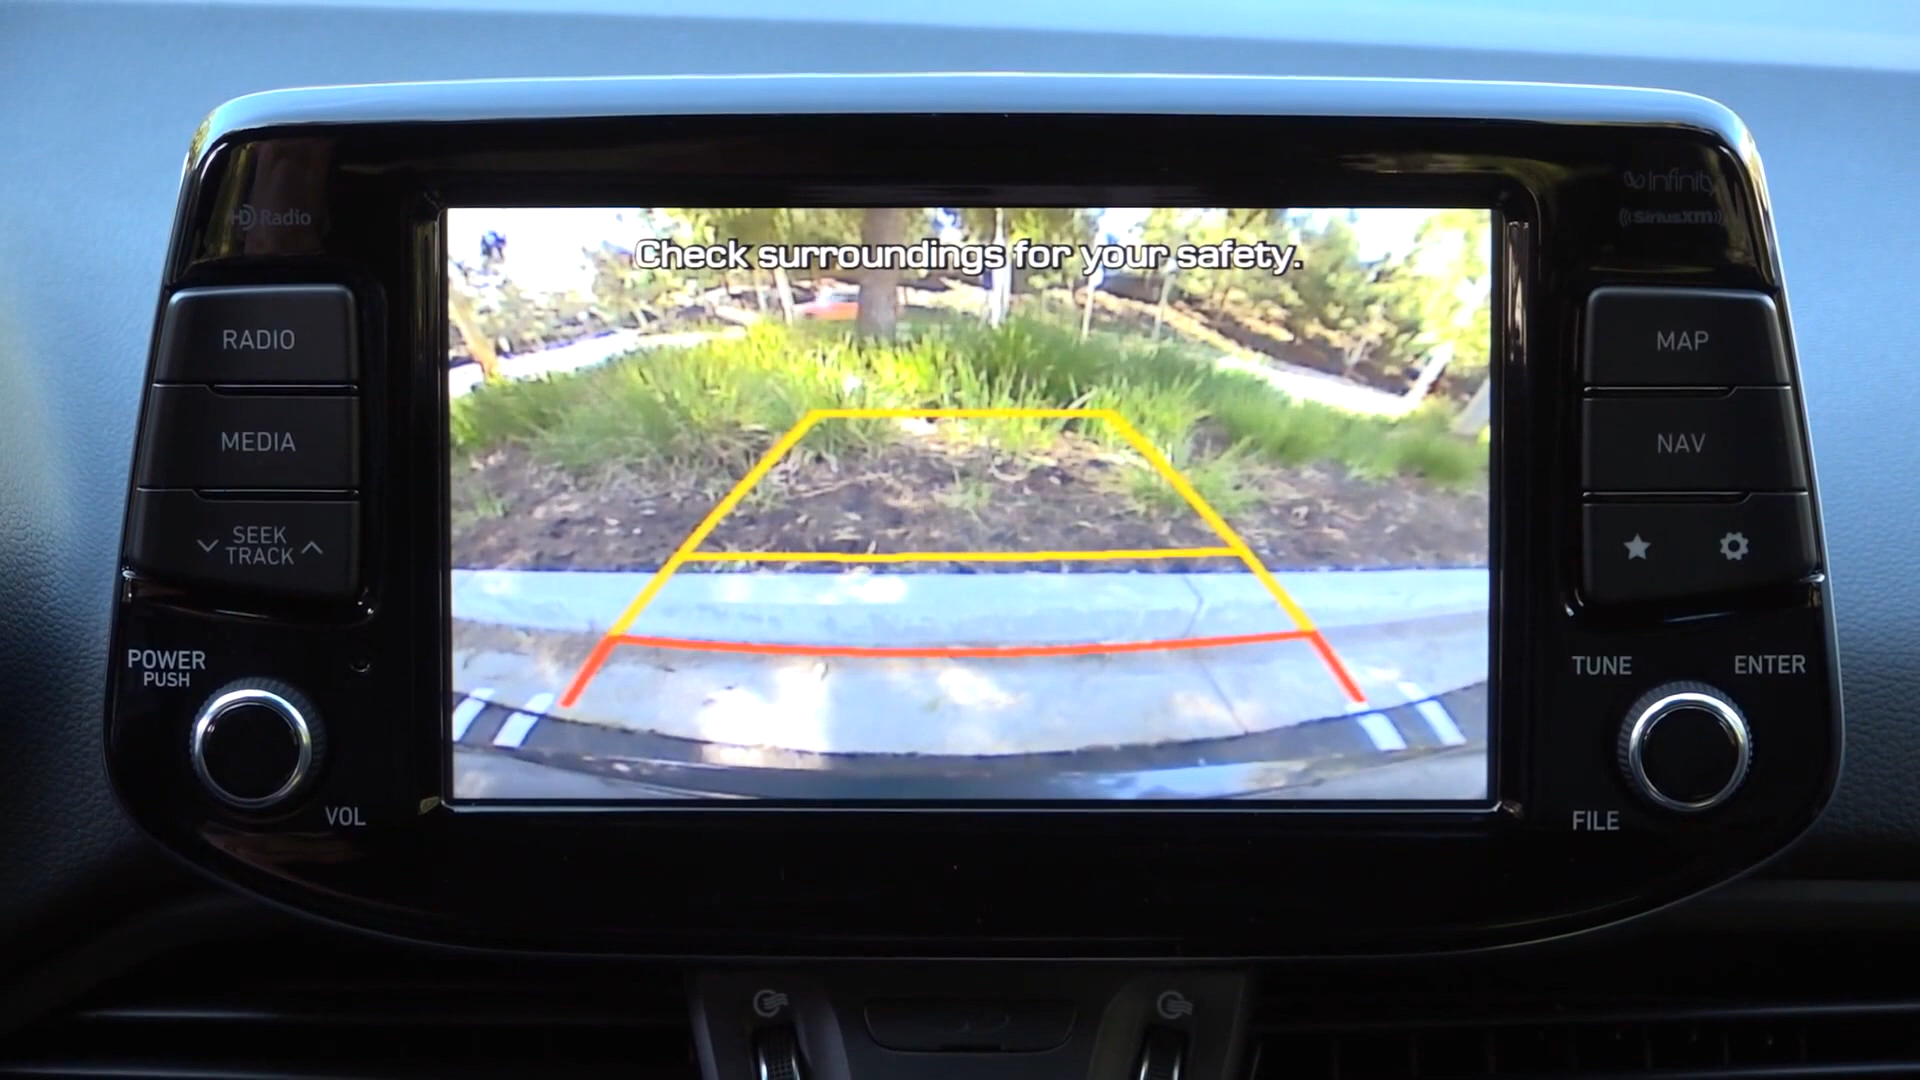 HD Radio
Infinity
SiriusXM
Check surroundings for your safety.
RADIO
MEDIA
SEEK
TRACK
MAP
NAV
POWER
PUSH
VOL
TUNE
ENTER
FILE